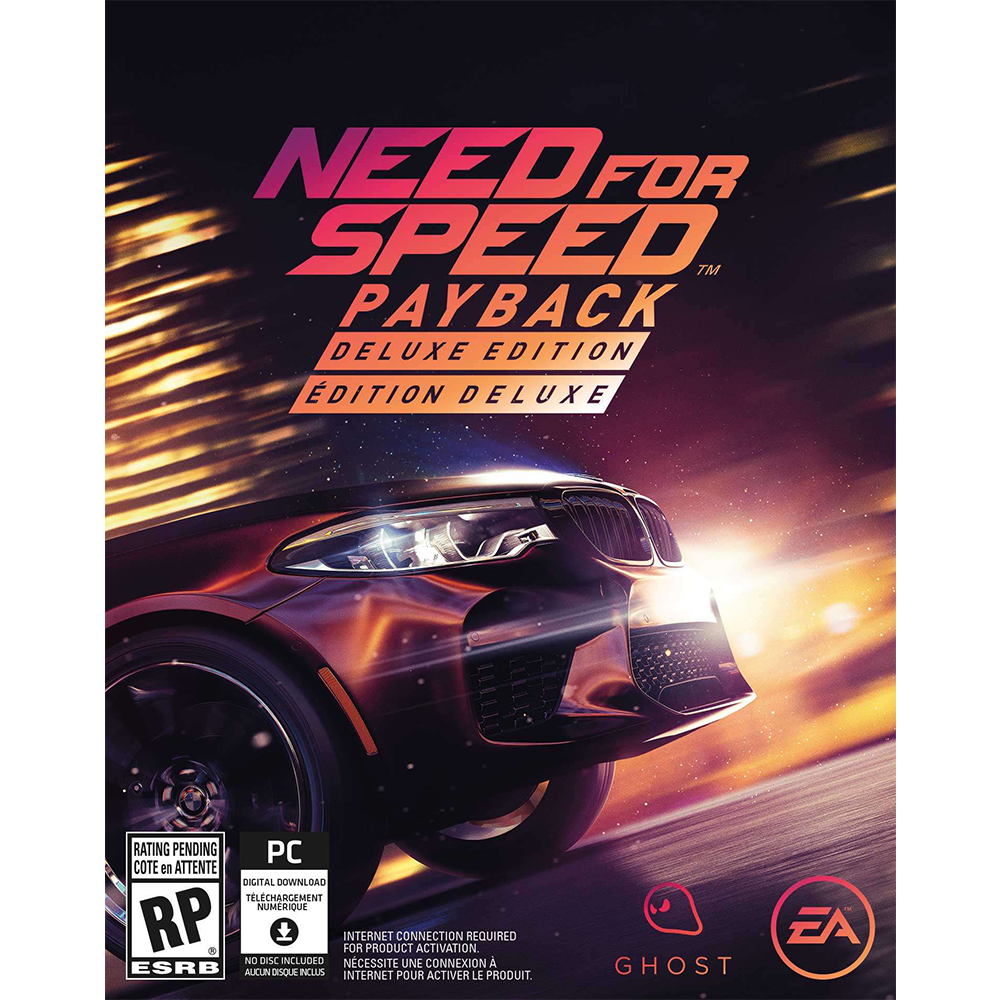 NEED FOR
SPEED™
PAYBACK
DELUXE EDITION
ÉDITION DELUXE
RATING PENDING
COTE en ATTENTE
RP®
ESRB
PC
DIGITAL DOWNLOAD
TÉLÉCHARGEMENT
NUMÉRIQUE
NO DISC INCLUDED
AUCUN DISQUE INCLUS
INTERNET CONNECTION REQUIRED
FOR PRODUCT ACTIVATION.
NÉCESSITE UNE CONNEXION À
INTERNET POUR ACTIVER LE PRODUIT.
GHOST
EA™